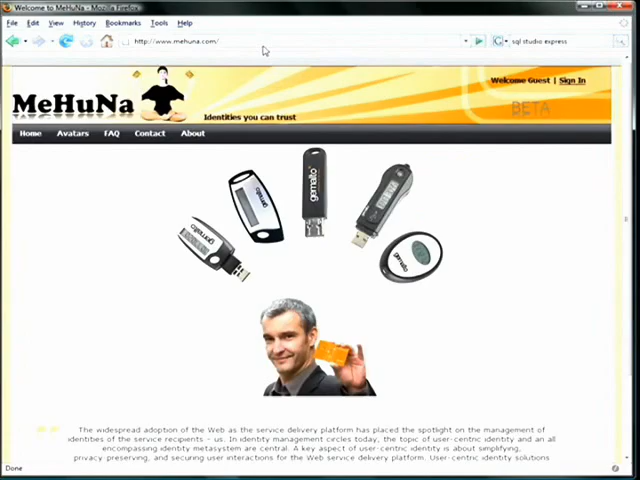 Welcome to MeHuNa - Mozilla Firefox
File Edit View History Bookmarks Tools Help
http://www.mehuna.com/
sql studio express
Welcome Guest | Sign In
MeHuNa
Identities you can trust
BETA
Home Avatars FAQ Contact About
gemalto
gemalto
gemalto
gemalto
The widespread adoption of the Web as the service delivery platform has placed the spotlight on the management of
identities of the service recipients - us. In identity management circles today, the topic of user-centric identity and an all
encompassing identity metasystem are central. A key aspect of user-centric identity is about simplifying,
privacy-preserving, and securing user interactions for the Web service delivery platform. User-centric identity solutions
Done